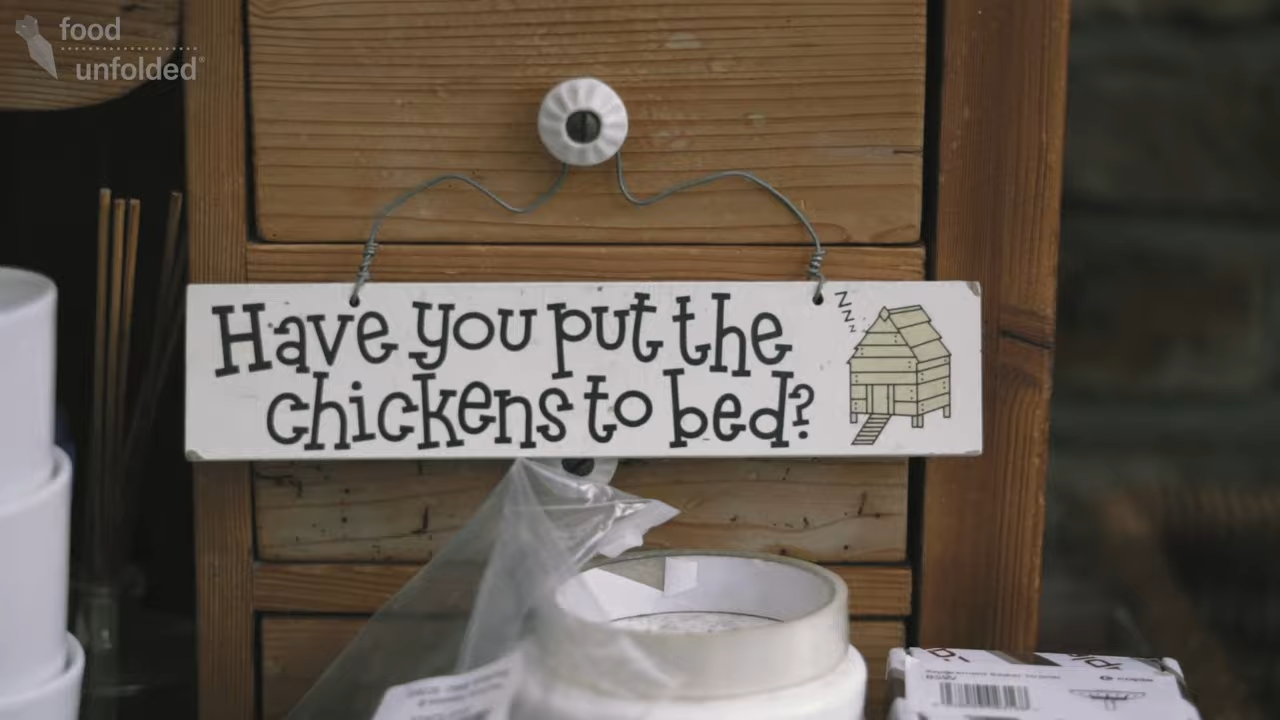 food
unfolded
Have you put the
chickens to bed?
z
z
z